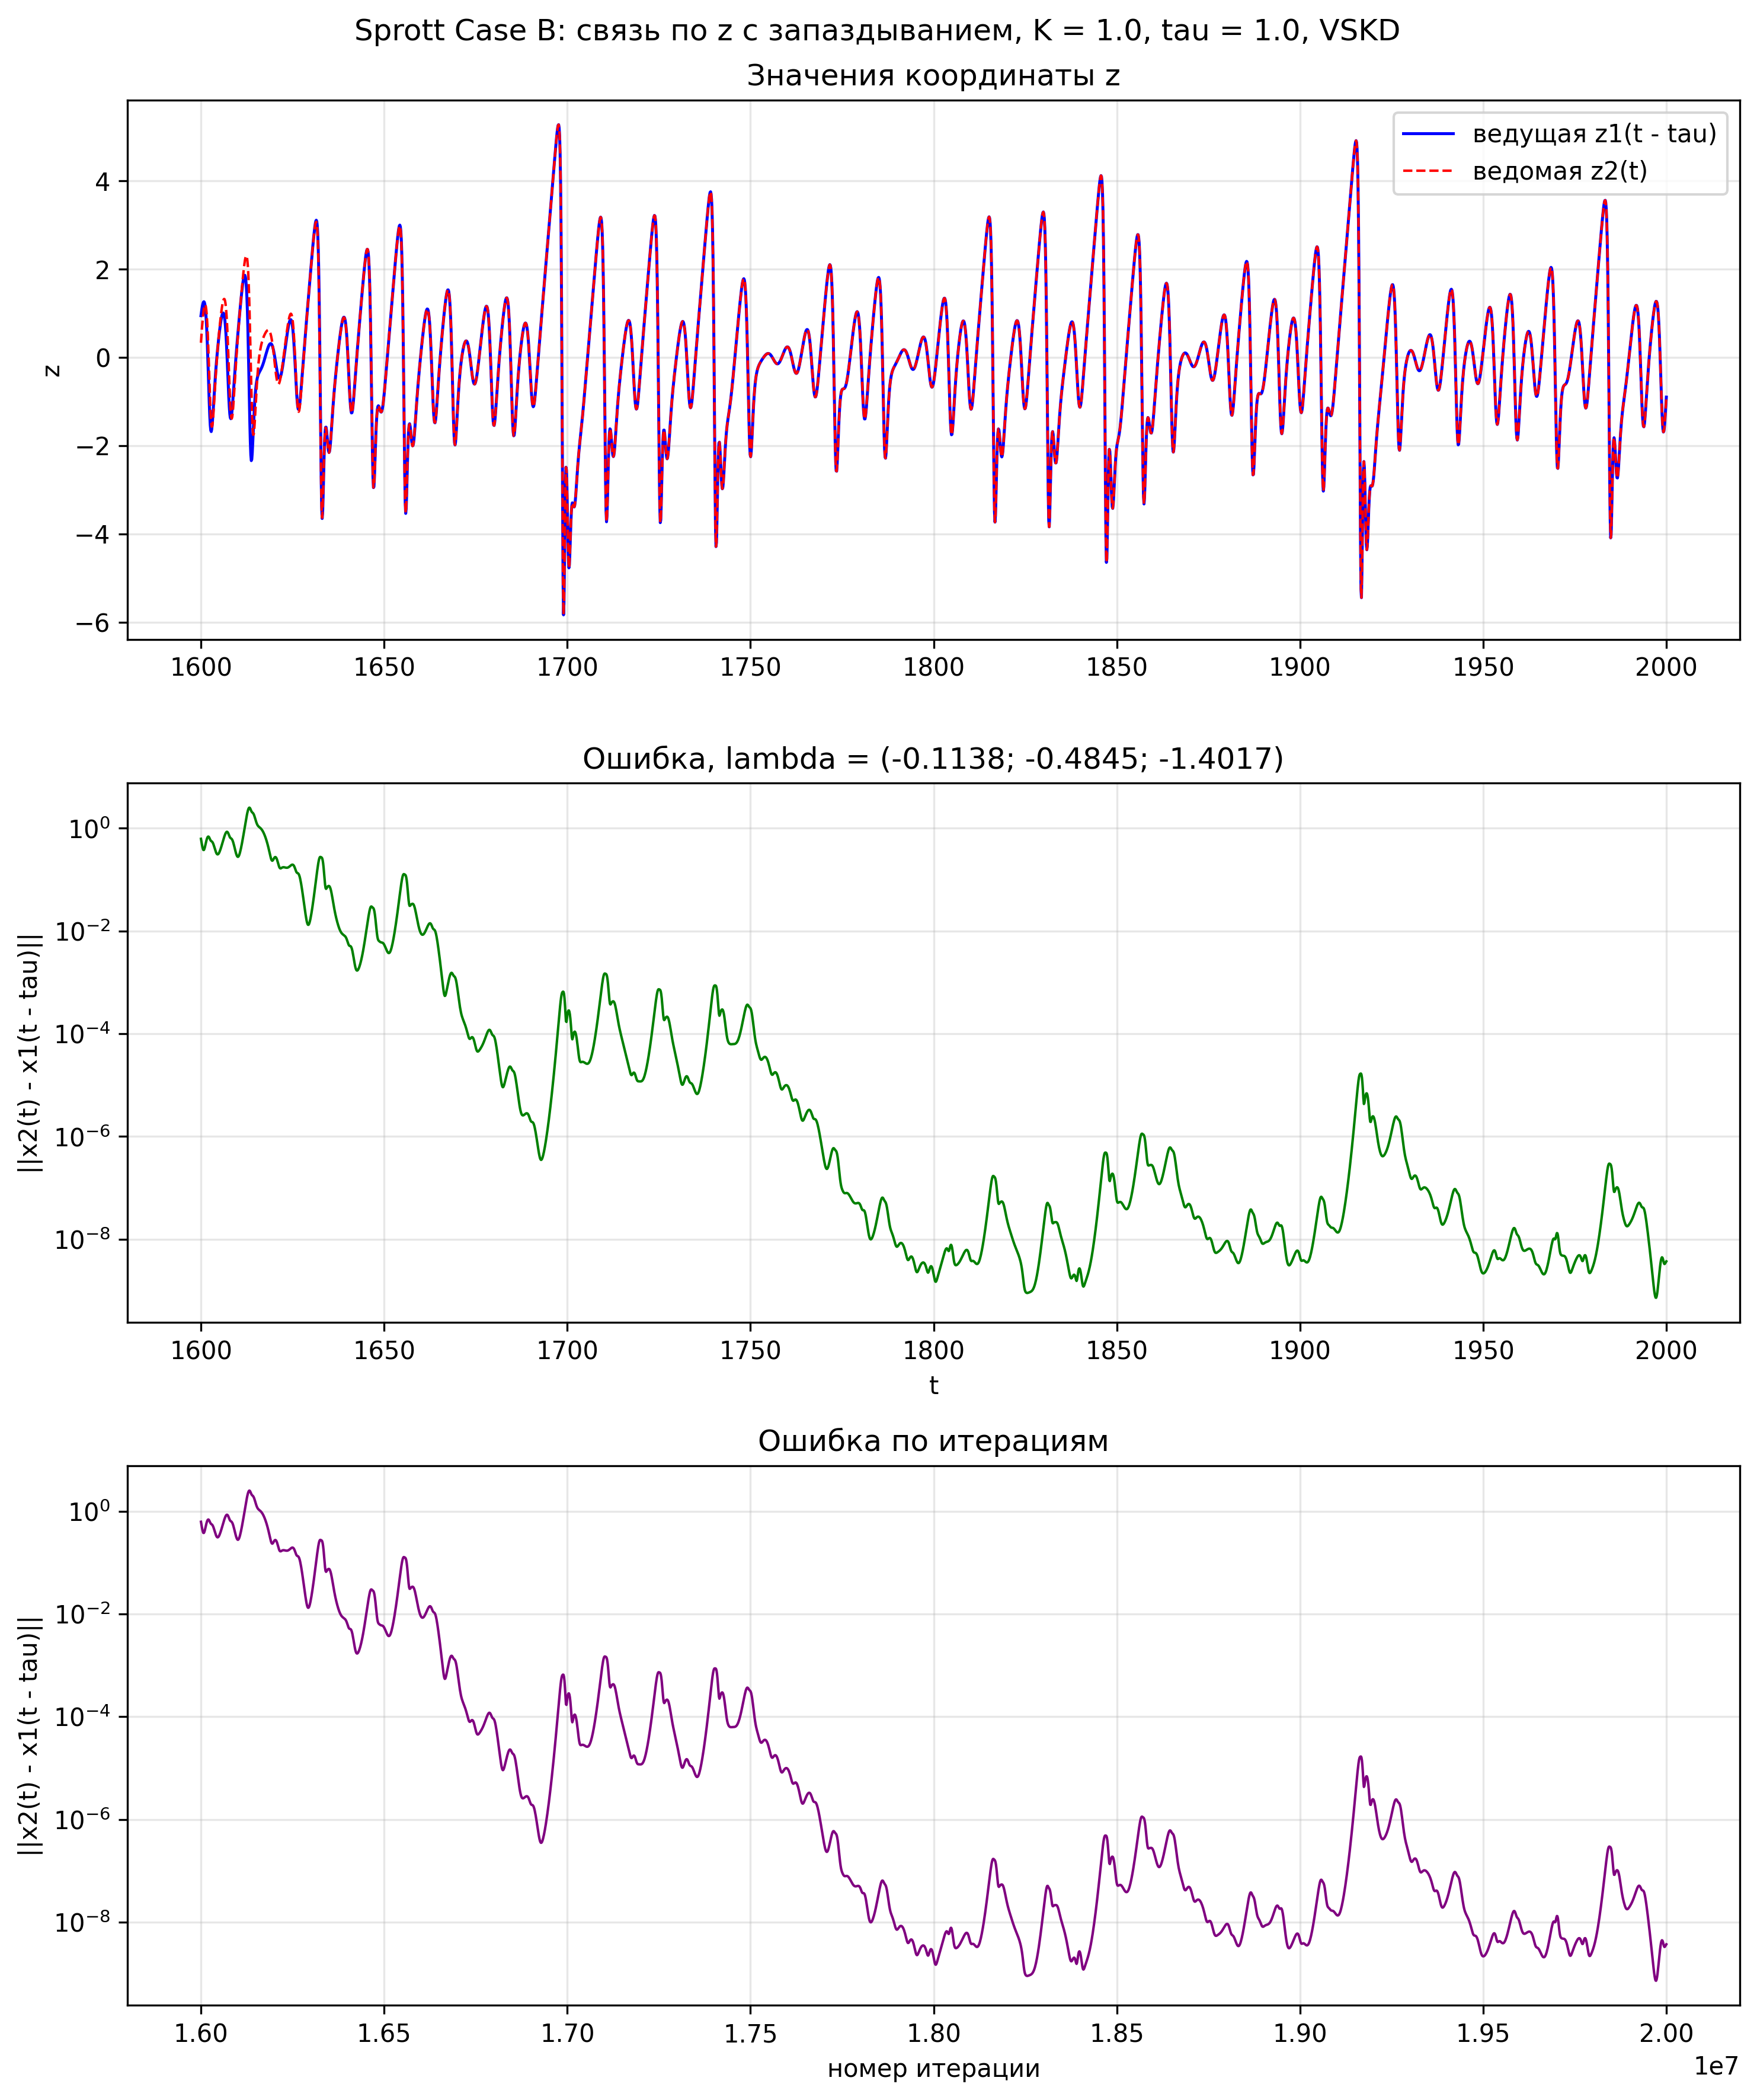 Sprott Case B: связь по z с запаздыванием, K = 1.0, tau = 1.0, VSKD
Значения координаты z
ведущая z1(t - tau)
ведомая z2(t)
z
4
2
0
−2
−4
−6
1600 1650 1700 1750 1800 1850 1900 1950 2000
Ошибка, lambda = (-0.1138; -0.4845; -1.4017)
||x2(t) - x1(t - tau)||
10⁰
10⁻²
10⁻⁴
10⁻⁶
10⁻⁸
1600 1650 1700 1750 1800 1850 1900 1950 2000
t
Ошибка по итерациям
||x2(t) - x1(t - tau)||
10⁰
10⁻²
10⁻⁴
10⁻⁶
10⁻⁸
1.60 1.65 1.70 1.75 1.80 1.85 1.90 1.95 2.00
номер итерации
1e7